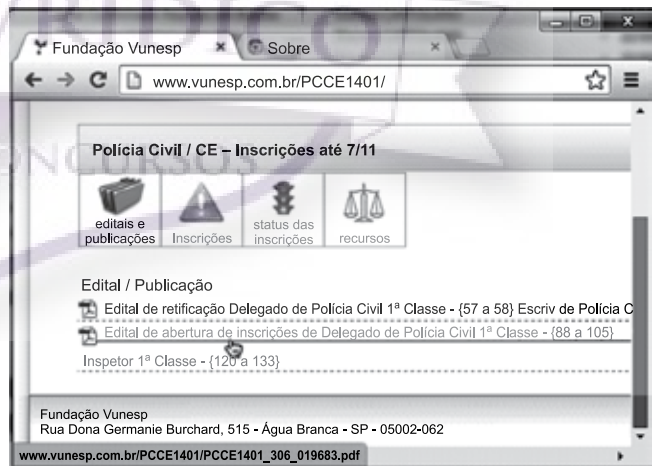 Fundação Vunesp
Sobre
www.vunesp.com.br/PCCE1401/
Polícia Civil / CE – Inscrições até 7/11
editais e
publicações
Inscrições
status das
inscrições
recursos
Edital / Publicação
Edital de retificação Delegado de Polícia Civil 1ª Classe - {57 a 58} Escriv de Polícia C
Edital de abertura de inscrições de Delegado de Polícia Civil 1ª Classe - {88 a 105}
Inspetor 1ª Classe - {120 a 133}
Fundação Vunesp
Rua Dona Germanie Burchard, 515 - Água Branca - SP - 05002-062
www.vunesp.com.br/PCCE1401/PCCE1401_306_019683.pdf